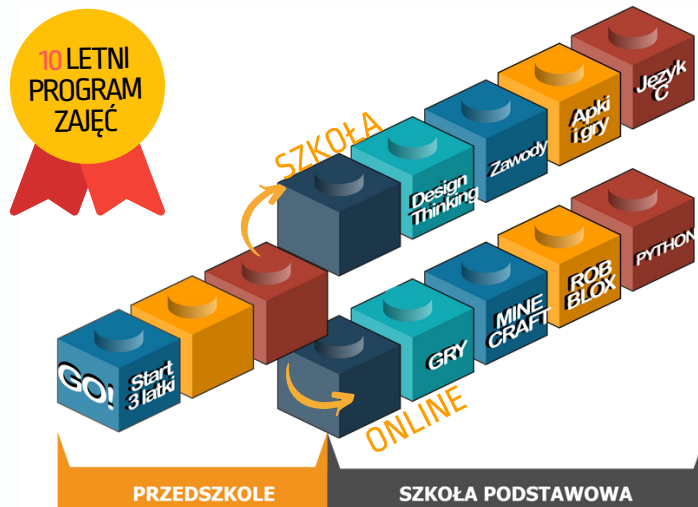 10 LETNI
PROGRAM
ZAJĘĆ
SZKOŁA
Design
Thinking
Zawody
Apki
i gry
Język
C
GO!
Start
3 latki
GRY
MINE
CRAFT
ROB
BLOX
PYTHON
ONLINE
PRZEDSZKOLE
SZKOŁA PODSTAWOWA